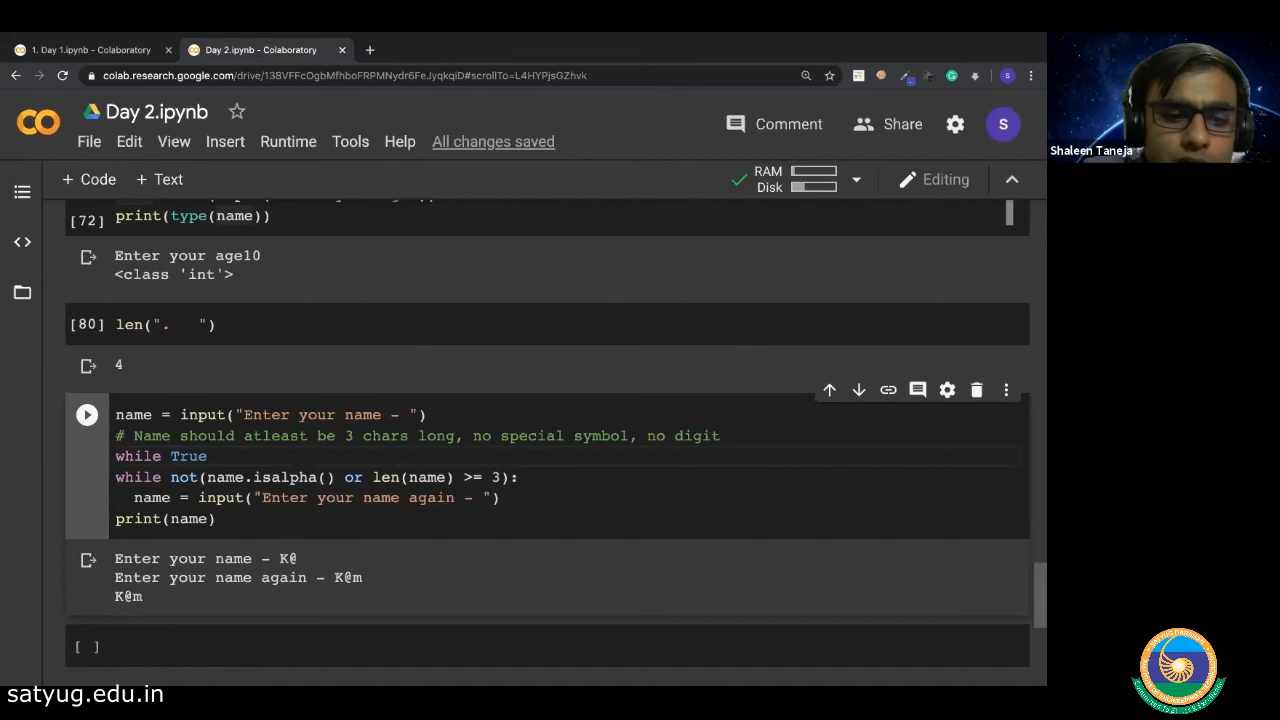 1. Day 1.ipynb - Colaboratory
Day 2.ipynb - Colaboratory
colab.research.google.com/drive/138VFFcOgbMfhboFRPMNydr6FeJyqkqiD#scrollTo=L4HYPjsGZhvk
S
Shaleen Taneja
CO
Day 2.ipynb
Comment
Share
S
File Edit View Insert Runtime Tools Help All changes saved
+ Code + Text
RAM
Disk
Editing
[72] print(type(name))
Enter your age10
<class 'int'>
[80] len(".   ")
4
name = input("Enter your name - ")
# Name should atleast be 3 chars long, no special symbol, no digit
while True
while not(name.isalpha() or len(name) >= 3):
  name = input("Enter your name again - ")
print(name)
Enter your name - K@
Enter your name again - K@m
K@m
[ ]
satyug.edu.in